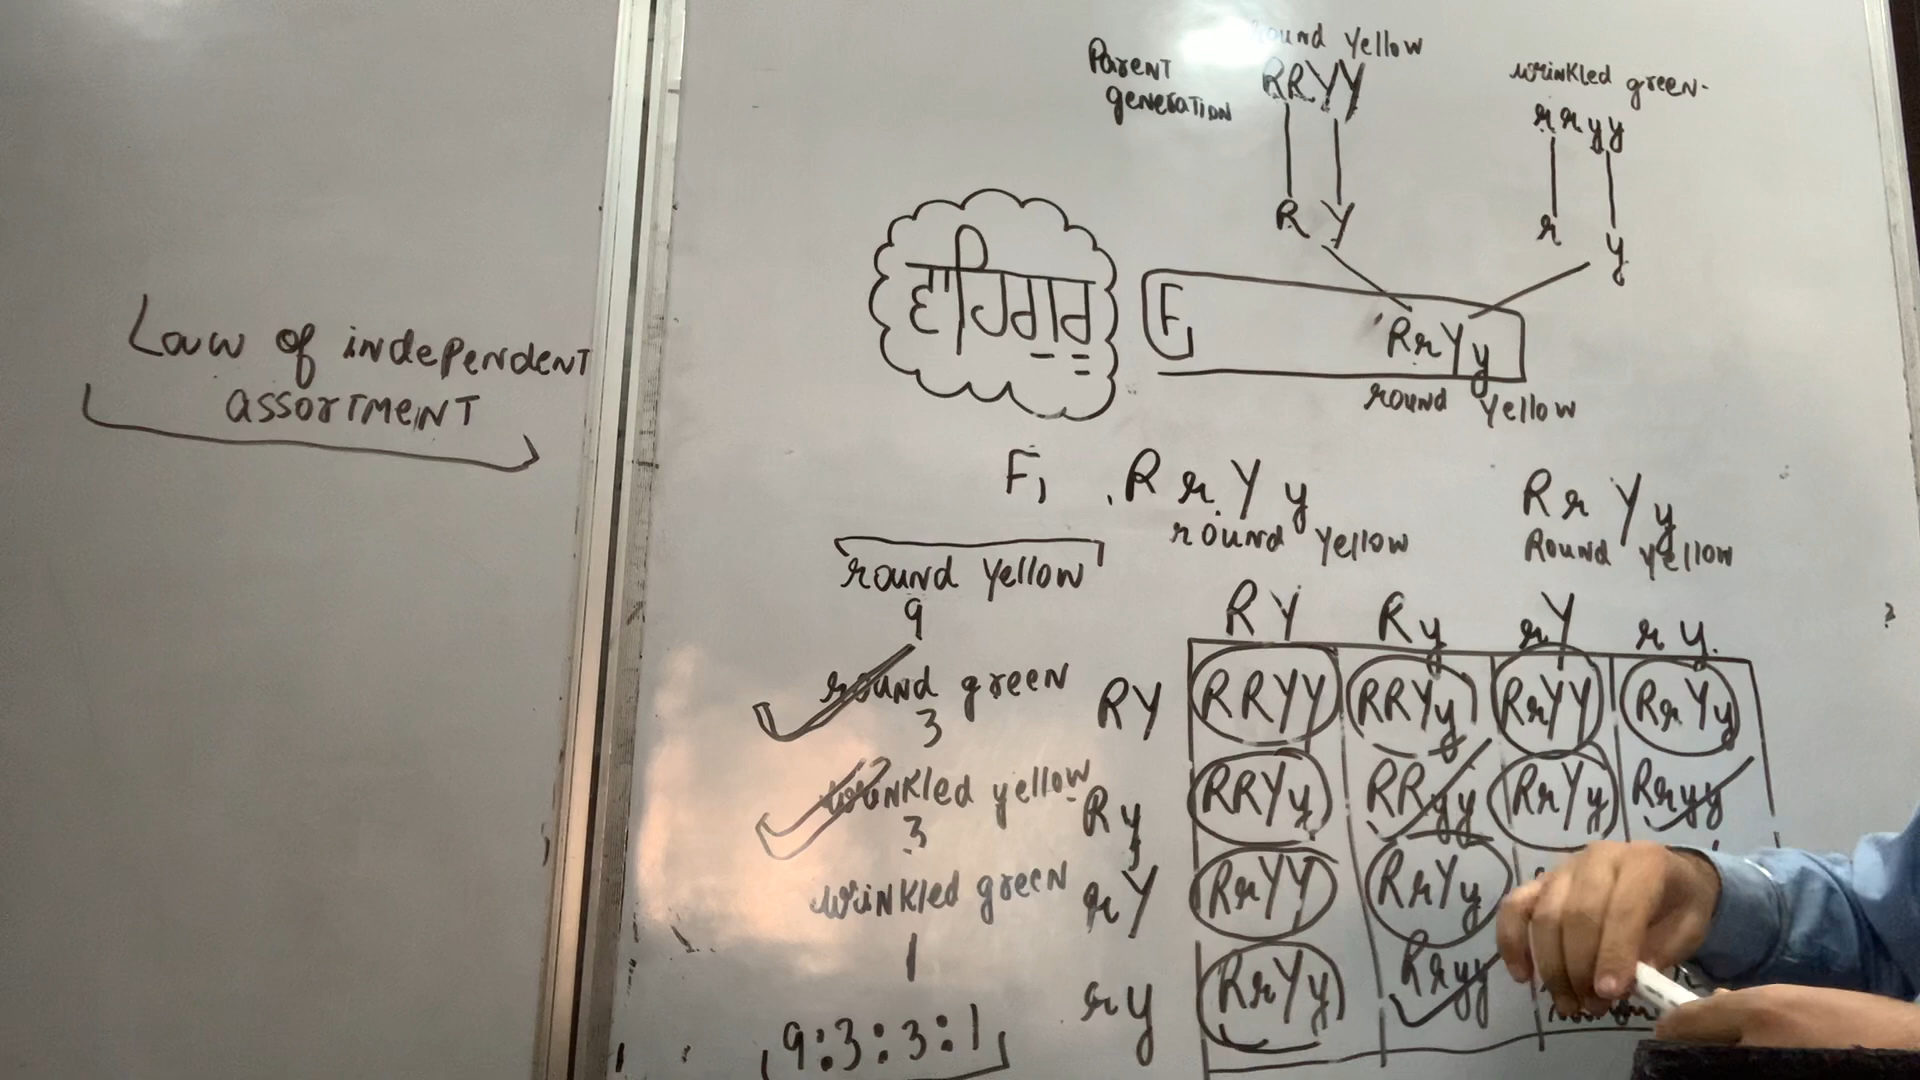 Law of independent
assortment
Parent
generation
round Yellow
RRYY
wrinkled green
rryy
R Y
r y
ਵਾਹਿਗੁਰੂ
F1
RrYy
round Yellow
F1 RrYy RrYy
round Yellow Round Yellow
round Yellow
9
round green
3
wrinkled yellow
3
wrinkled green
1
9:3:3:1
RY Ry rY ry
RY RRYY RRYy RrYY RrYy
Ry RRYy RRyy RrYy Rryy
rY RrYY RrYy
ry RrYy Rryy